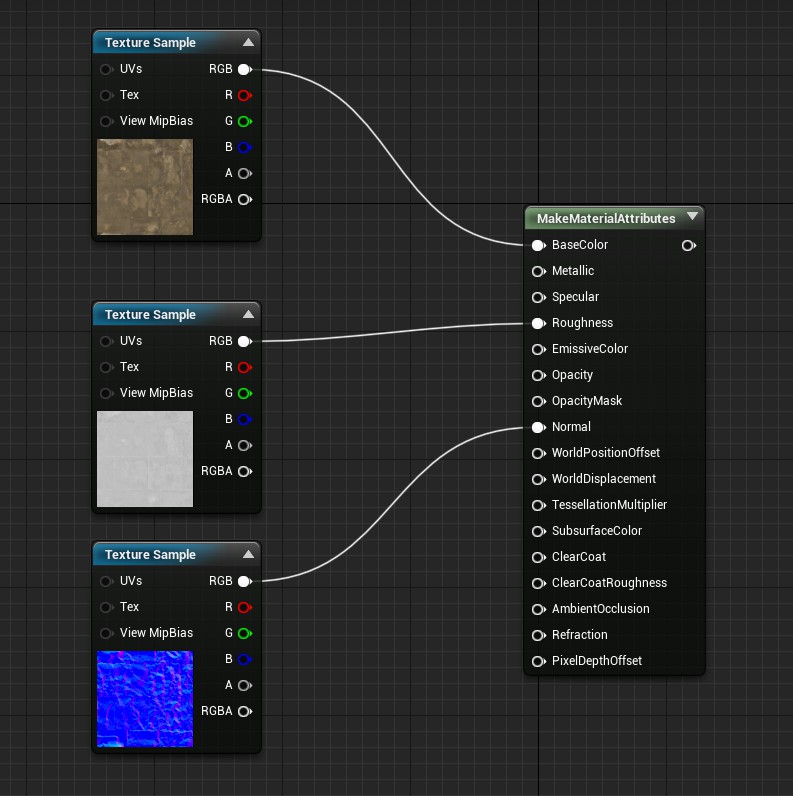 Texture Sample
UVs RGB
Tex R
View MipBias G
B
A
RGBA
Texture Sample
UVs RGB
Tex R
View MipBias G
B
A
RGBA
Texture Sample
UVs RGB
Tex R
View MipBias G
B
A
RGBA
MakeMaterialAttributes
BaseColor
Metallic
Specular
Roughness
EmissiveColor
Opacity
OpacityMask
Normal
WorldPositionOffset
WorldDisplacement
TessellationMultiplier
SubsurfaceColor
ClearCoat
ClearCoatRoughness
AmbientOcclusion
Refraction
PixelDepthOffset